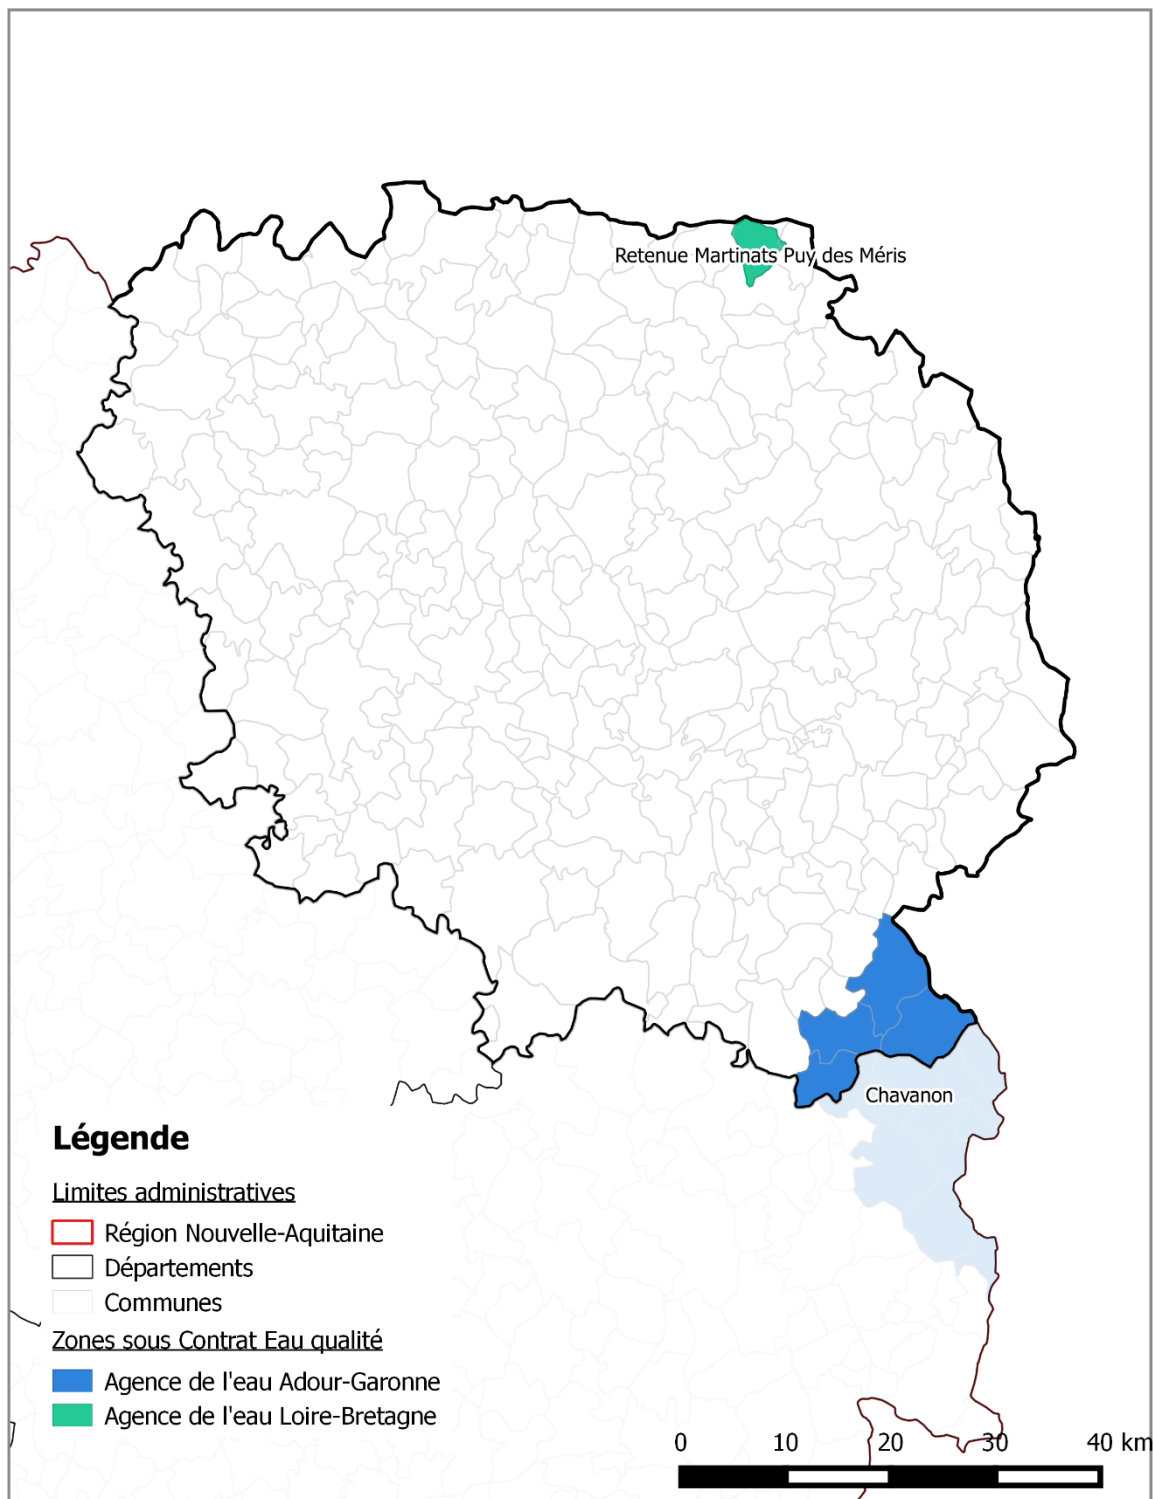 Retenue Martinats Puy des Méris
Chavanon
Légende
Limites administratives
Région Nouvelle-Aquitaine
Départements
Communes
Zones sous Contrat Eau qualité
Agence de l'eau Adour-Garonne
Agence de l'eau Loire-Bretagne
0 10 20 30 40 km